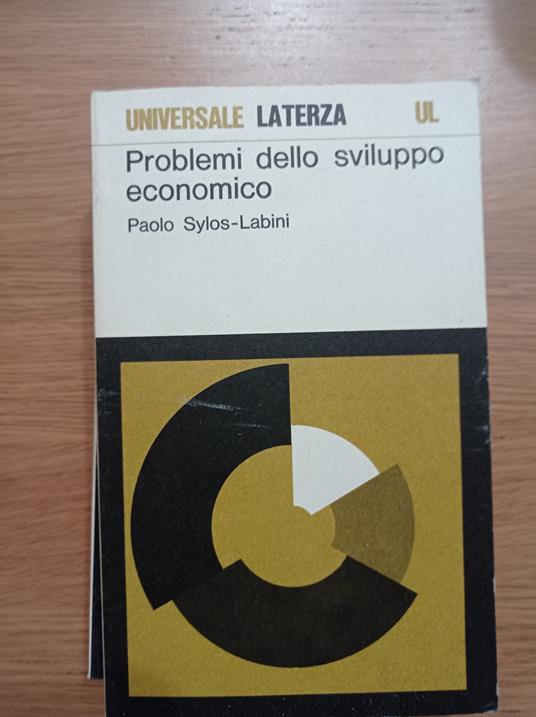 UNIVERSALE LATERZA UL
Problemi dello sviluppo
economico
Paolo Sylos-Labini